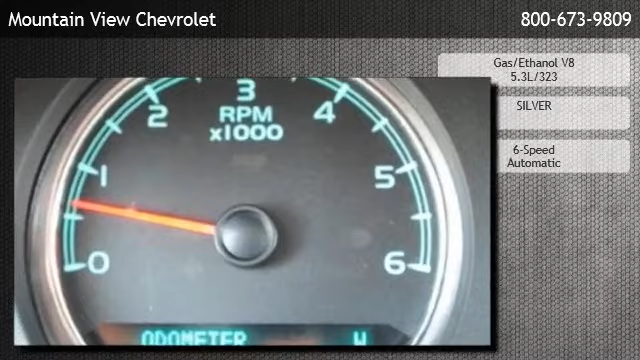 Mountain View Chevrolet
800-673-9809
Gas/Ethanol V8
5.3L/323
SILVER
6-Speed
Automatic
3
2
4
RPM
x1000
1
5
0
6
ODOMETER W